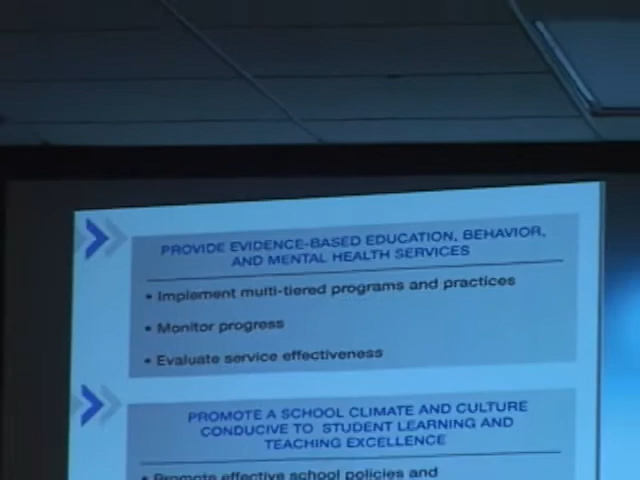 PROVIDE EVIDENCE-BASED EDUCATION, BEHAVIOR,
AND MENTAL HEALTH SERVICES
• Implement multi-tiered programs and practices
• Monitor progress
• Evaluate service effectiveness
PROMOTE A SCHOOL CLIMATE AND CULTURE
CONDUCIVE TO STUDENT LEARNING AND
TEACHING EXCELLENCE
• Promote effective school policies and